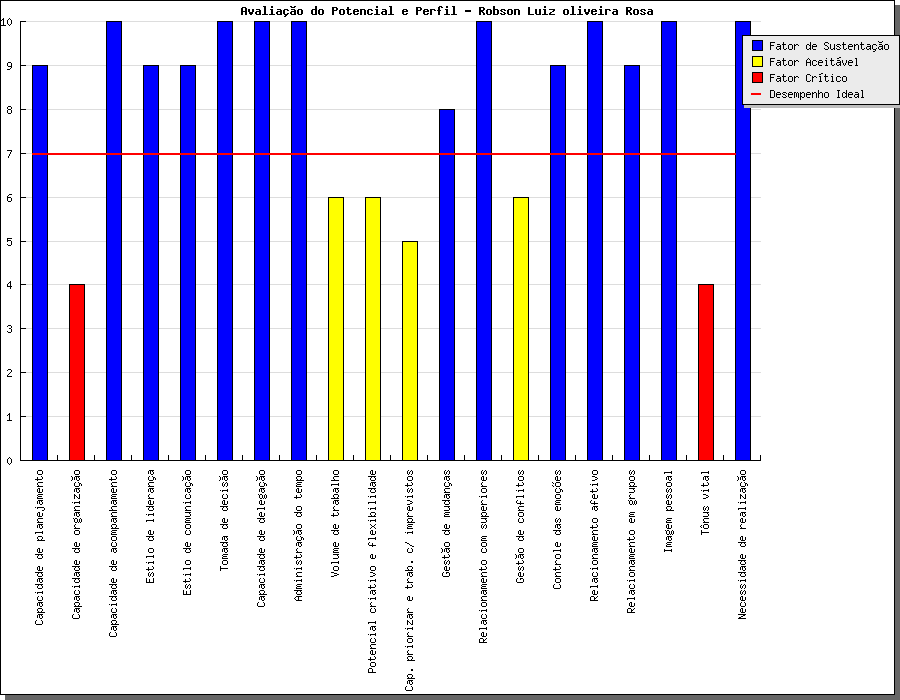 Avaliação do Potencial e Perfil - Robson Luiz oliveira Rosa
Fator de Sustentação
Fator Aceitável
Fator Crítico
Desempenho Ideal
10
9
8
7
6
5
4
3
2
1
0
Capacidade de planejamento
Capacidade de organização
Capacidade de acompanhamento
Estilo de liderança
Estilo de comunicação
Tomada de decisão
Capacidade de delegação
Administração do tempo
Volume de trabalho
Potencial criativo e flexibilidade
Cap. priorizar e trab. c/ imprevistos
Gestão de mudanças
Relacionamento com superiores
Gestão de conflitos
Controle das emoções
Relacionamento afetivo
Relacionamento em grupos
Imagem pessoal
Tônus vital
Necessidade de realização